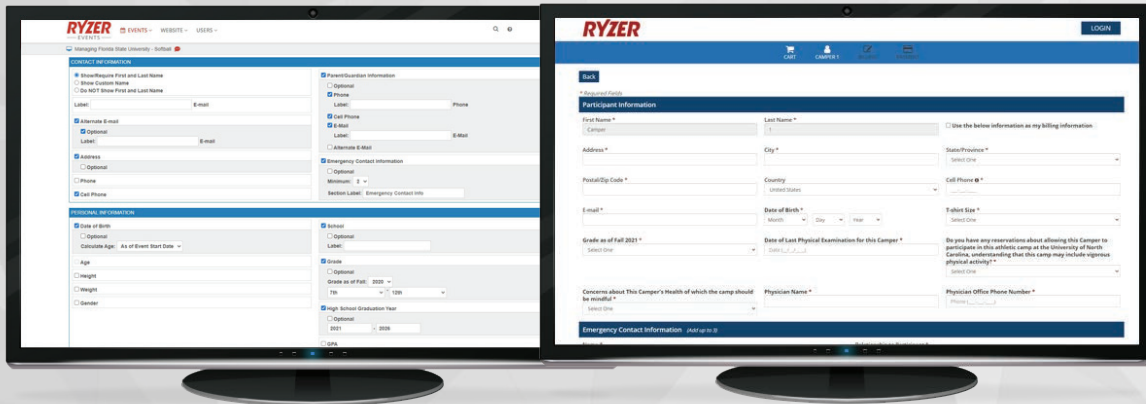 RYZER
EVENTS
EVENTS
WEBSITE
USERS
Managing Florida State University - Softball
CONTACT INFORMATION
Show/Require First and Last Name
Show Custom Name
Do NOT Show First and Last Name
Label:
E-mail
Alternate E-mail
Optional
Label:
E-mail
Address
Optional
Phone
Cell Phone
Parent/Guardian Information
Optional
Phone
Label:
Phone
Cell Phone
E-Mail
Label:
E-Mail
Alternate E-Mail
Emergency Contact Information
Optional
Minimum: 2
Section Label: Emergency Contact Info
PERSONAL INFORMATION
Date of Birth
Optional
Calculate Age: As of Event Start Date
Age
Height
Weight
Gender
School
Optional
Label:
Grade
Optional
Grade as of Fall: 2020
7th - 12th
High School Graduation Year
Optional
2021 - 2026
GPA
RYZER
LOGIN
CART
CAMPER 1
Back
* Required Fields
Participant Information
First Name *
Camper
Last Name *
1
Use the below information as my billing information
Address *
City *
State/Province *
Select One
Postal/Zip Code *
Country
United States
Cell Phone *
E-mail *
Date of Birth *
Month Day Year
T-shirt Size *
Select One
Grade as of Fall 2021 *
Select One
Date of Last Physical Examination for this Camper *
Date (__/__/____)
Do you have any reservations about allowing this Camper to
participate in this athletic camp at the University of North
Carolina, understanding that this camp may include vigorous
physical activity? *
Select One
Concerns about This Camper's Health of which the camp should
be mindful *
Select One
Physician Name *
Physician Office Phone Number *
Emergency Contact Information (Add up to 3)